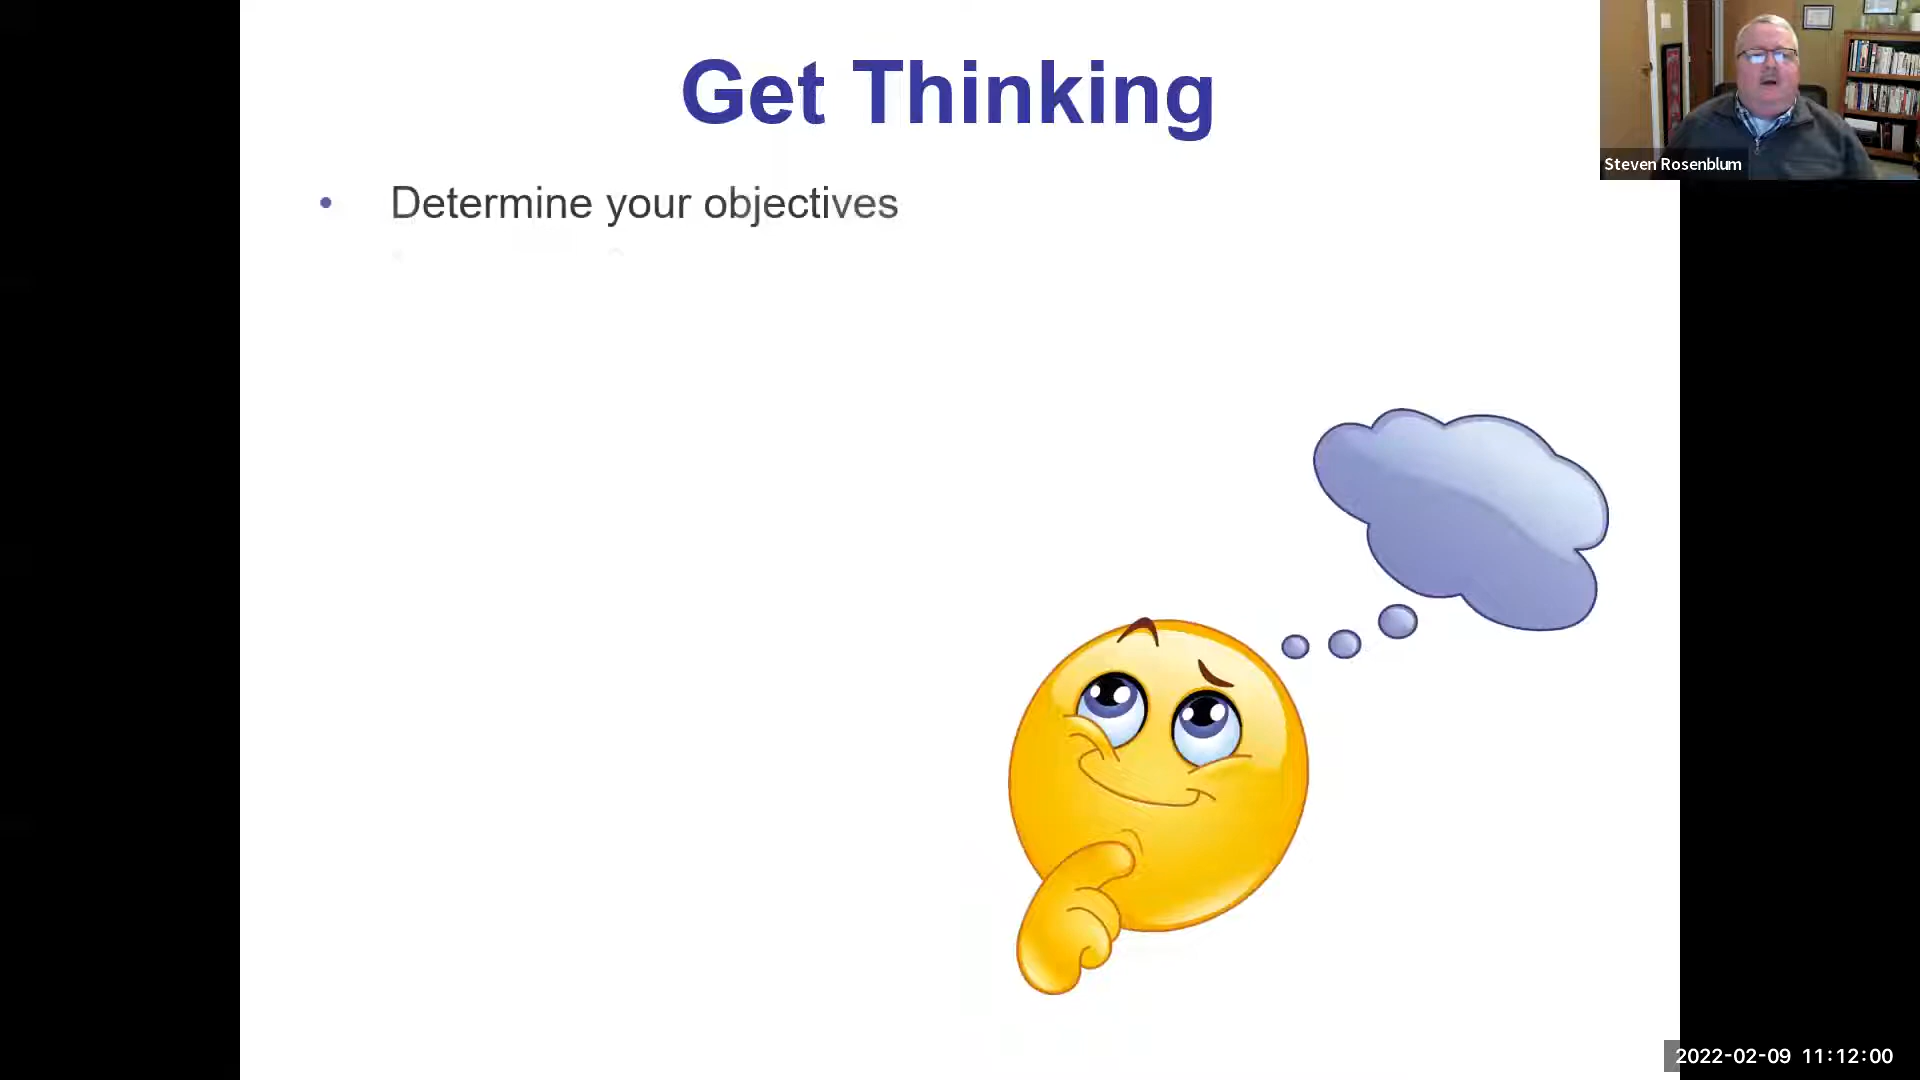 Get Thinking
• Determine your objectives
Steven Rosenblum
2022-02-09 11:12:00